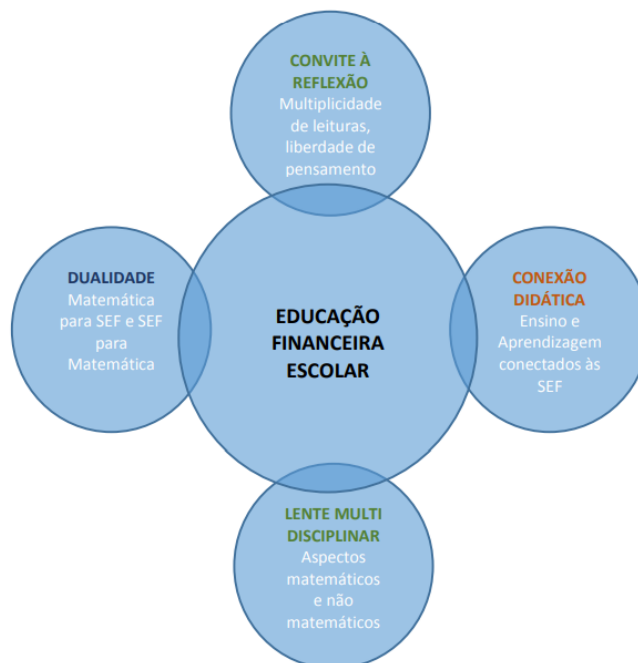 CONVITE À
REFLEXÃO
Multiplicidade
de leituras,
liberdade de
pensamento
DUALIDADE
Matemática
para SEF e SEF
para
Matemática
EDUCAÇÃO
FINANCEIRA
ESCOLAR
CONEXÃO
DIDÁTICA
Ensino e
Aprendizagem
conectados às
SEF
LENTE MULTI
DISCIPLINAR
Aspectos
matemáticos
e não
matemáticos